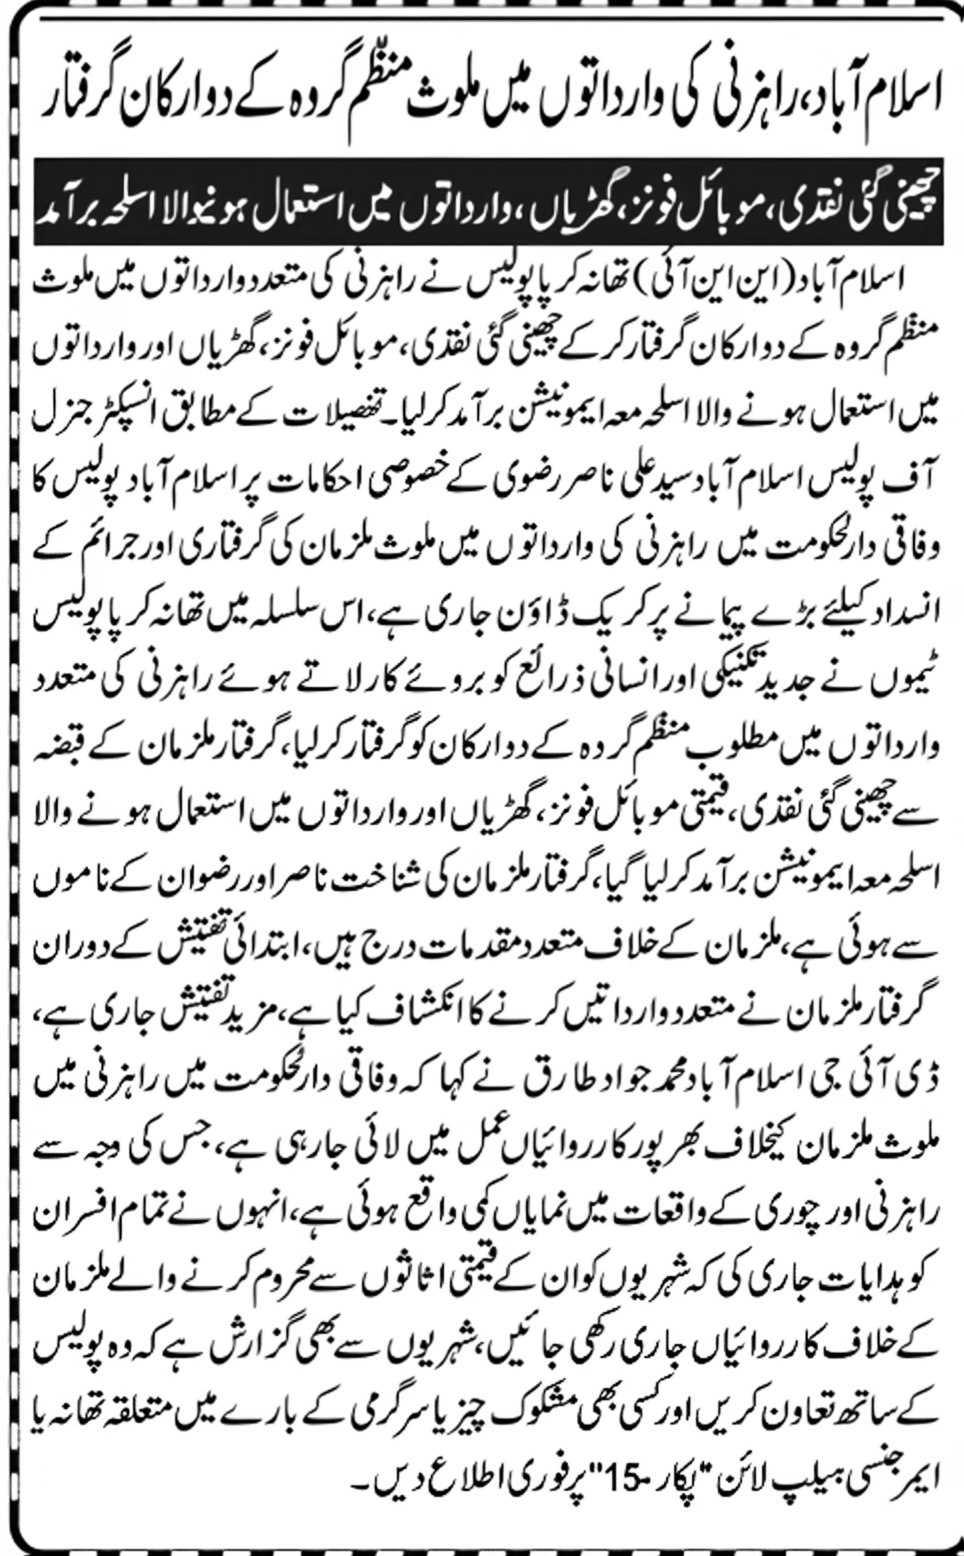 اسلام آباد، راہزنی کی وارداتوں میں ملوث منظّم گروہ کے دو ارکان گرفتار
چھینی گئی نقدی، موبائل فونز، گھڑیاں، وارداتوں میں استعمال ہونیوالا اسلحہ برآمد
اسلام آباد (این این آئی) تھانہ کرپا پولیس نے راہزنی کی متعدد وارداتوں میں ملوث
منظّم گروہ کے دو ارکان گرفتار کرکے چھینی گئی نقدی، موبائل فونز، گھڑیاں اور وارداتوں
میں استعمال ہونے والا اسلحہ معہ ایمونیشن برآمد کرلیا۔ تفصیلات کے مطابق انسپکٹر جنرل
آف پولیس اسلام آباد سید علی ناصر رضوی کے خصوصی احکامات پر اسلام آباد پولیس کا
وفاقی دارلحکومت میں راہزنی کی وارداتوں میں ملوث ملزمان کی گرفتاری اور جرائم کے
انسداد کیلئے بڑے پیمانے پر کریک ڈاؤن جاری ہے، اس سلسلہ میں تھانہ کرپا پولیس
ٹیموں نے جدید تکنیکی اور انسانی ذرائع کو بروئے کار لاتے ہوئے راہزنی کی متعدد
وارداتوں میں مطلوب منظّم گردہ کے دو ارکان کو گرفتار کرلیا، گرفتار ملزمان کے قبضہ
سے چھینی گئی نقدی، قیمتی موبائل فونز، گھڑیاں اور وارداتوں میں استعمال ہونے والا
اسلحہ معہ ایمونیشن برآمد کرلیا گیا، گرفتار ملزمان کی شناخت ناصر اور رضوان کے ناموں
سے ہوئی ہے، ملزمان کے خلاف متعدد مقدمات درج ہیں، ابتدائی تفتیش کے دوران
گرفتار ملزمان نے متعدد وارداتیں کرنے کا انکشاف کیا ہے، مزید تفتیش جاری ہے،
ڈی آئی جی اسلام آباد محمد جواد طارق نے کہا کہ وفاقی دارلحکومت میں راہزنی میں
ملوث ملزمان کیخلاف بھرپور کارروائیاں عمل میں لائی جارہی ہے، جس کی وجہ سے
راہزنی اور چوری کے واقعات میں نمایاں کمی واقع ہوئی ہے، انہوں نے تمام افسران
کو ہدایات جاری کی کہ شہریوں کو ان کے قیمتی اثاثوں سے محروم کرنے والے ملزمان
کے خلاف کارروائیاں جاری رکھی جائیں، شہریوں سے بھی گزارش ہے کہ وہ پولیس
کے ساتھ تعاون کریں اور کسی بھی مشکوک چیز یا سرگرمی کے بارے میں متعلقہ تھانہ یا
ایمرجنسی ہیلپ لائن "پکار -15" پر فوری اطلاع دیں۔